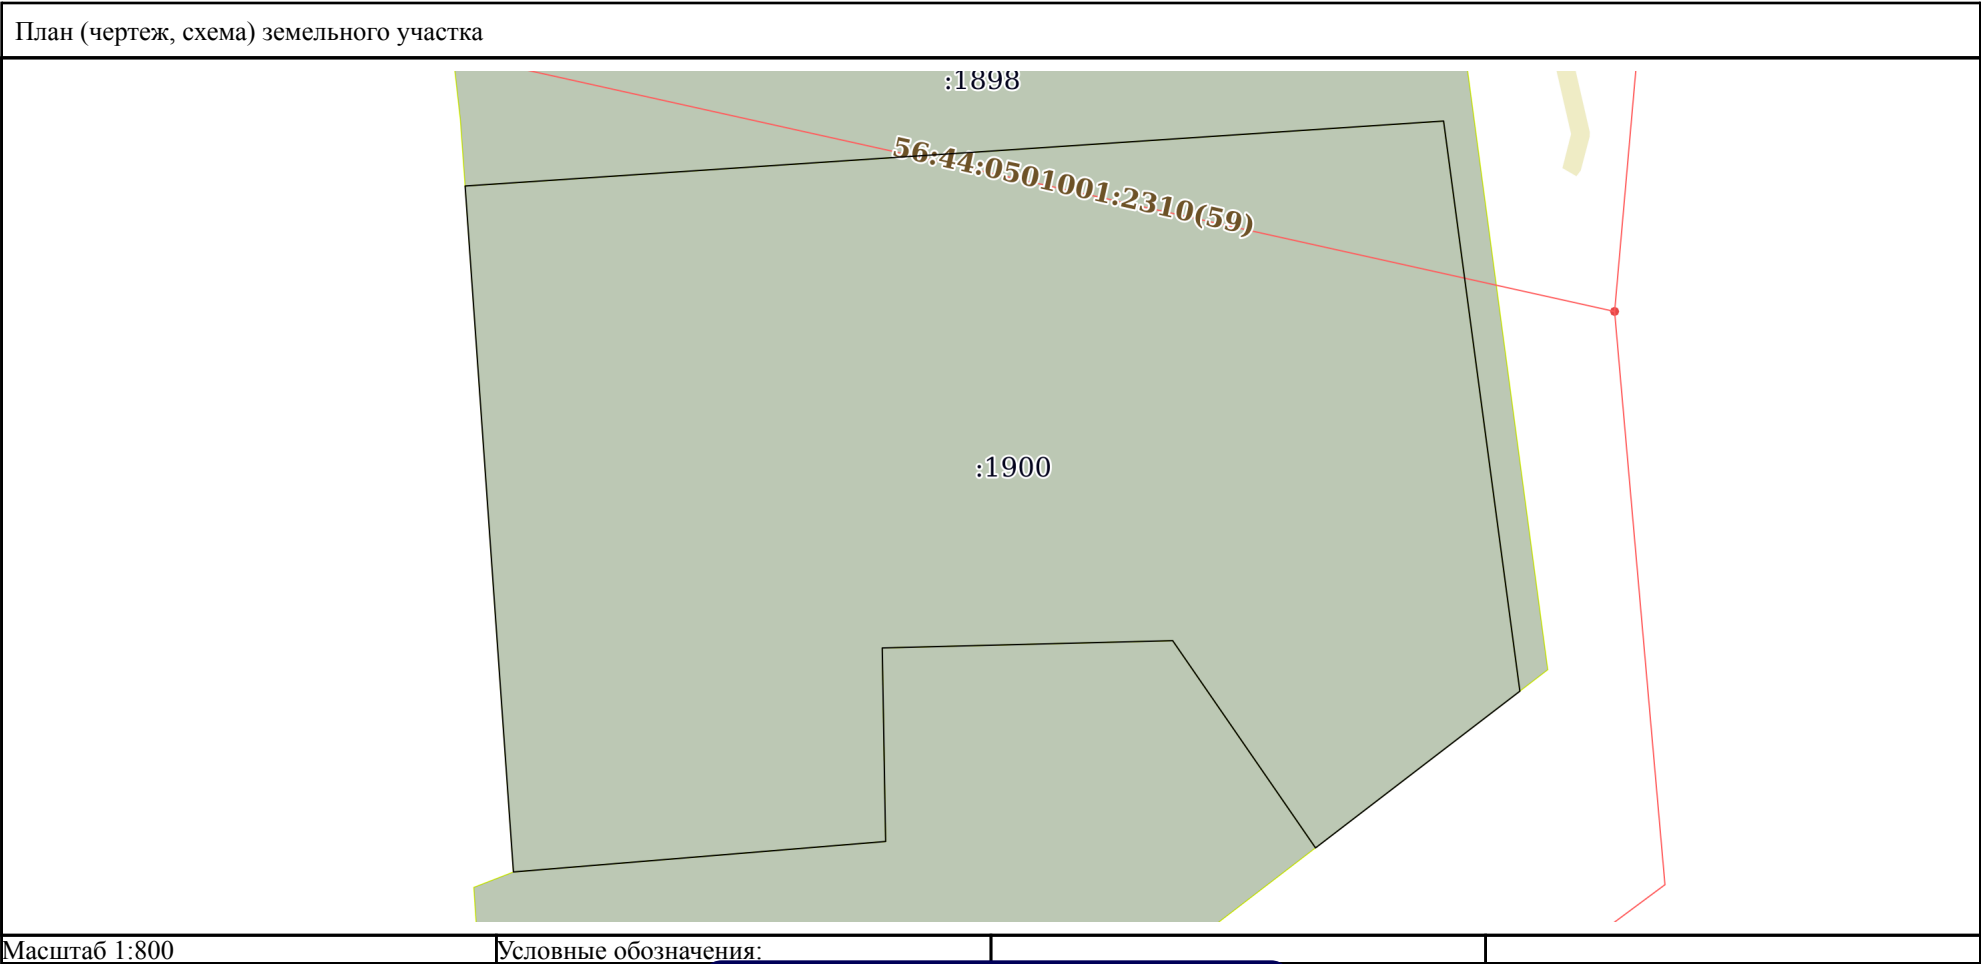 План (чертеж, схема) земельного участка
:1898
56:44:0501001:2310(59)
:1900
Масштаб 1:800
Условные обозначения: